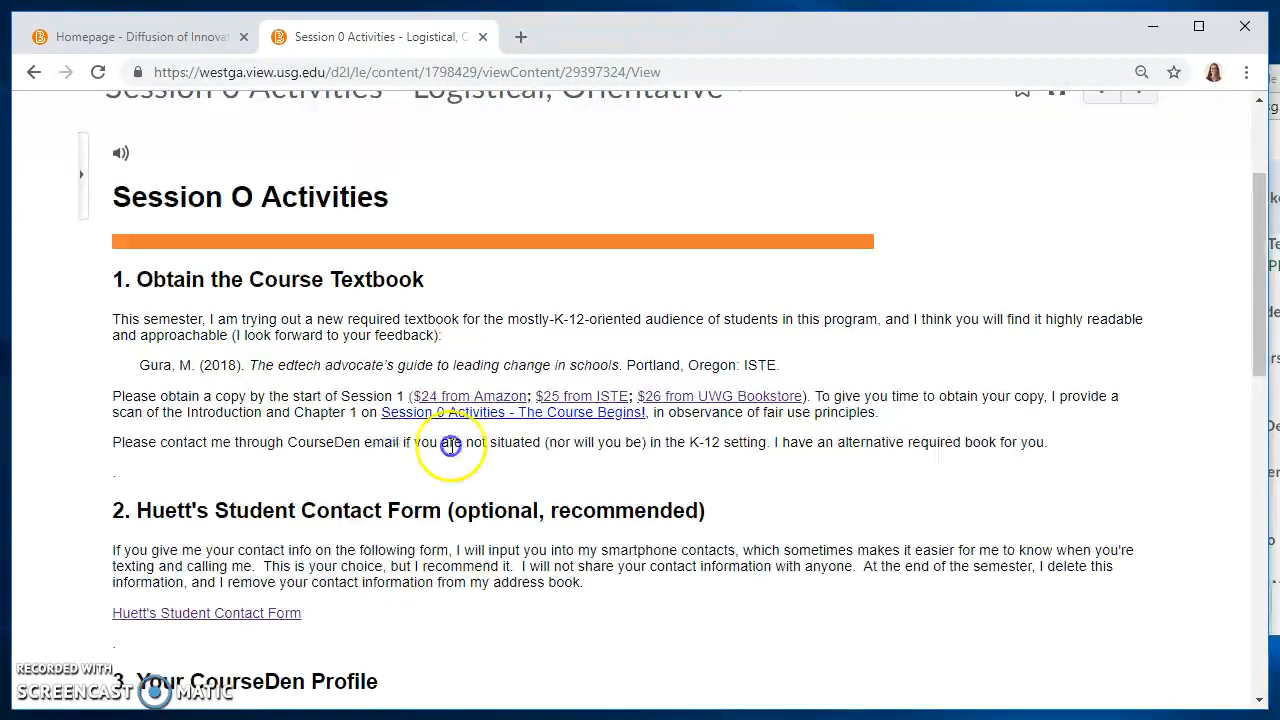 Homepage - Diffusion of Innova
Session 0 Activities - Logistical, O
https://westga.view.usg.edu/d2l/le/content/1798429/viewContent/29397324/View
Session 0 Activities - Logistical, Orientative
Session O Activities
1. Obtain the Course Textbook
This semester, I am trying out a new required textbook for the mostly-K-12-oriented audience of students in this program, and I think you will find it highly readable
and approachable (I look forward to your feedback):
Gura, M. (2018). The edtech advocate's guide to leading change in schools. Portland, Oregon: ISTE.
Please obtain a copy by the start of Session 1 ($24 from Amazon; $25 from ISTE; $26 from UWG Bookstore). To give you time to obtain your copy, I provide a
scan of the Introduction and Chapter 1 on Session 0 Activities - The Course Begins!, in observance of fair use principles.
Please contact me through CourseDen email if you are not situated (nor will you be) in the K-12 setting. I have an alternative required book for you.
.
2. Huett's Student Contact Form (optional, recommended)
If you give me your contact info on the following form, I will input you into my smartphone contacts, which sometimes makes it easier for me to know when you're
texting and calling me. This is your choice, but I recommend it. I will not share your contact information with anyone. At the end of the semester, I delete this
information, and I remove your contact information from my address book.
Huett's Student Contact Form
.
3. Your CourseDen Profile
RECORDED WITH
SCREENCAST MATIC